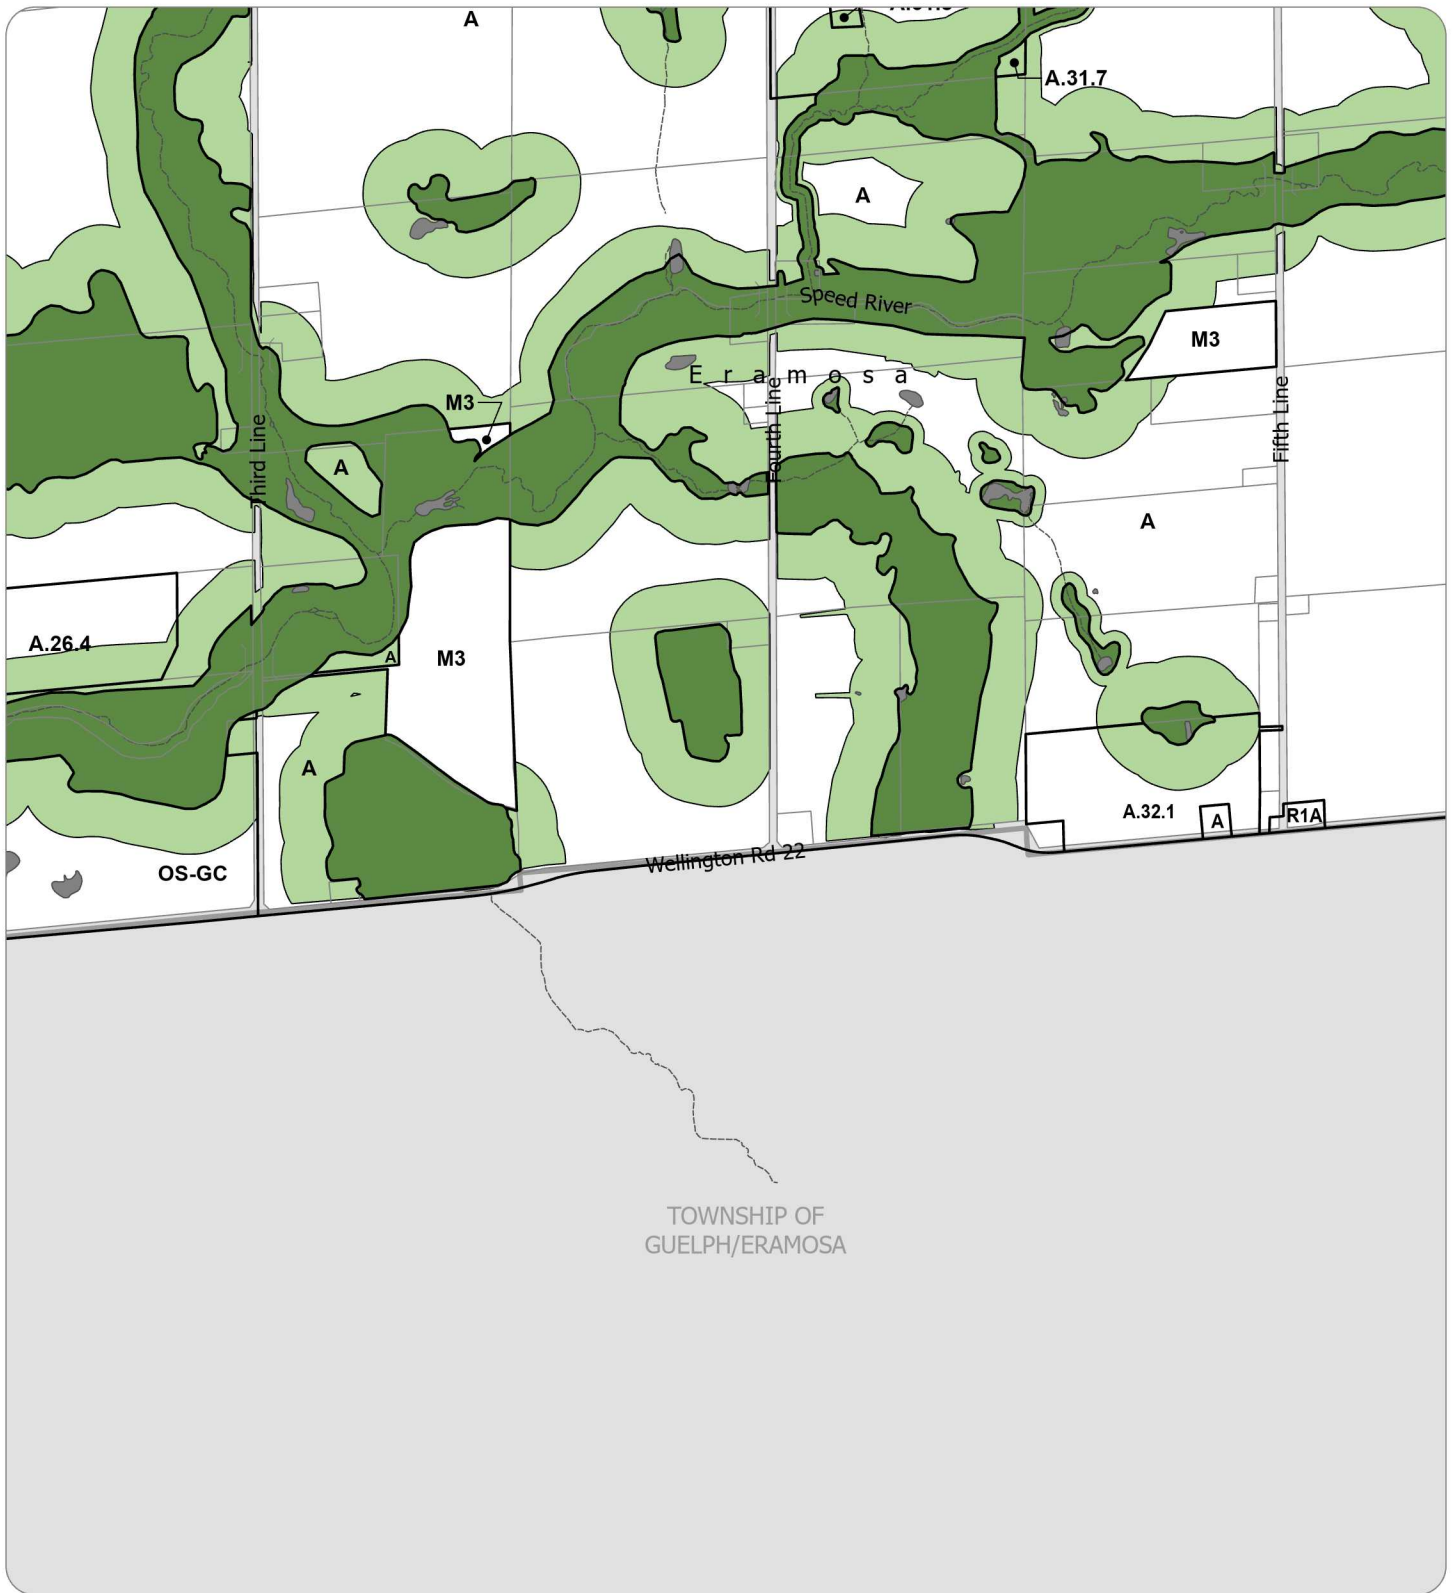 A
A.31.7
A
Speed River
M3
E r a m o s a
M3
Third Line
Fourth Line
Fifth Line
A
A
A.26.4
A
M3
A
A.32.1
A
R1A
OS-GC
Wellington Rd 22
TOWNSHIP OF
GUELPH/ERAMOSA